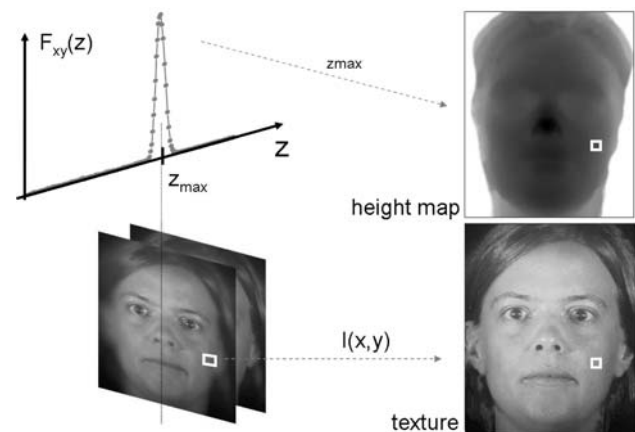 F_xy(z)
zmax
z
z_max
height map
I(x,y)
texture